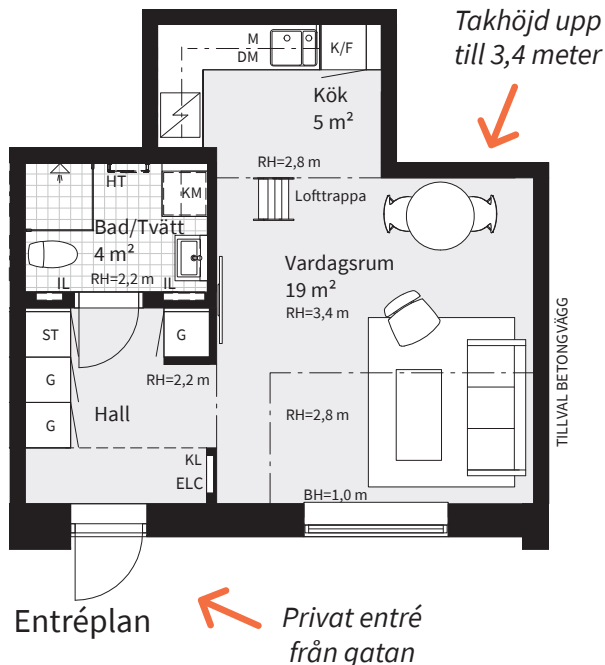 Takhöjd upp
till 3,4 meter
M
DM
K/F
Kök
5 m²
RH=2,8 m
HT
KM
Lofttrappa
Bad/Tvätt
4 m²
RH=2,2 m
IL
IL
Vardagsrum
19 m²
RH=3,4 m
ST
G
G
G
RH=2,2 m
Hall
RH=2,8 m
TILLVAL BETONGVÄGG
KL
ELC
BH=1,0 m
Entréplan
Privat entré
från gatan